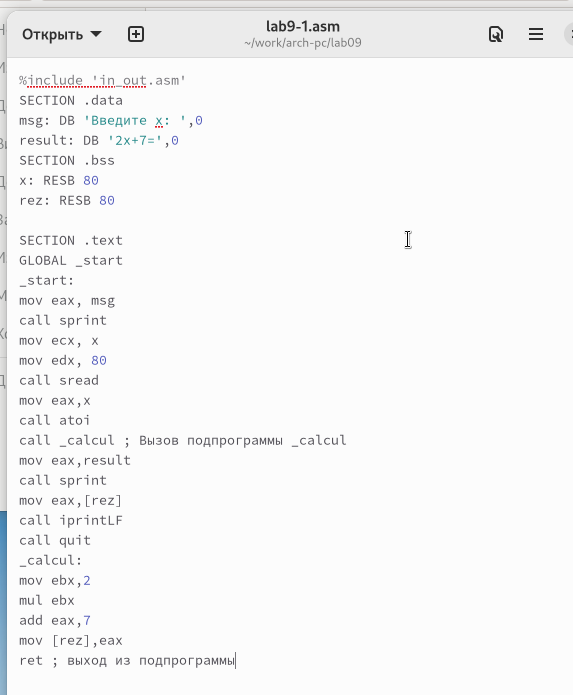 Открыть
lab9-1.asm
~/work/arch-pc/lab09
%include 'in_out.asm'
SECTION .data
msg: DB 'Введите x: ',0
result: DB '2x+7=',0
SECTION .bss
x: RESB 80
rez: RESB 80
SECTION .text
GLOBAL _start
_start:
mov eax, msg
call sprint
mov ecx, x
mov edx, 80
call sread
mov eax,x
call atoi
call _calcul ; Вызов подпрограммы _calcul
mov eax,result
call sprint
mov eax,[rez]
call iprintLF
call quit
_calcul:
mov ebx,2
mul ebx
add eax,7
mov [rez],eax
ret ; выход из подпрограммы